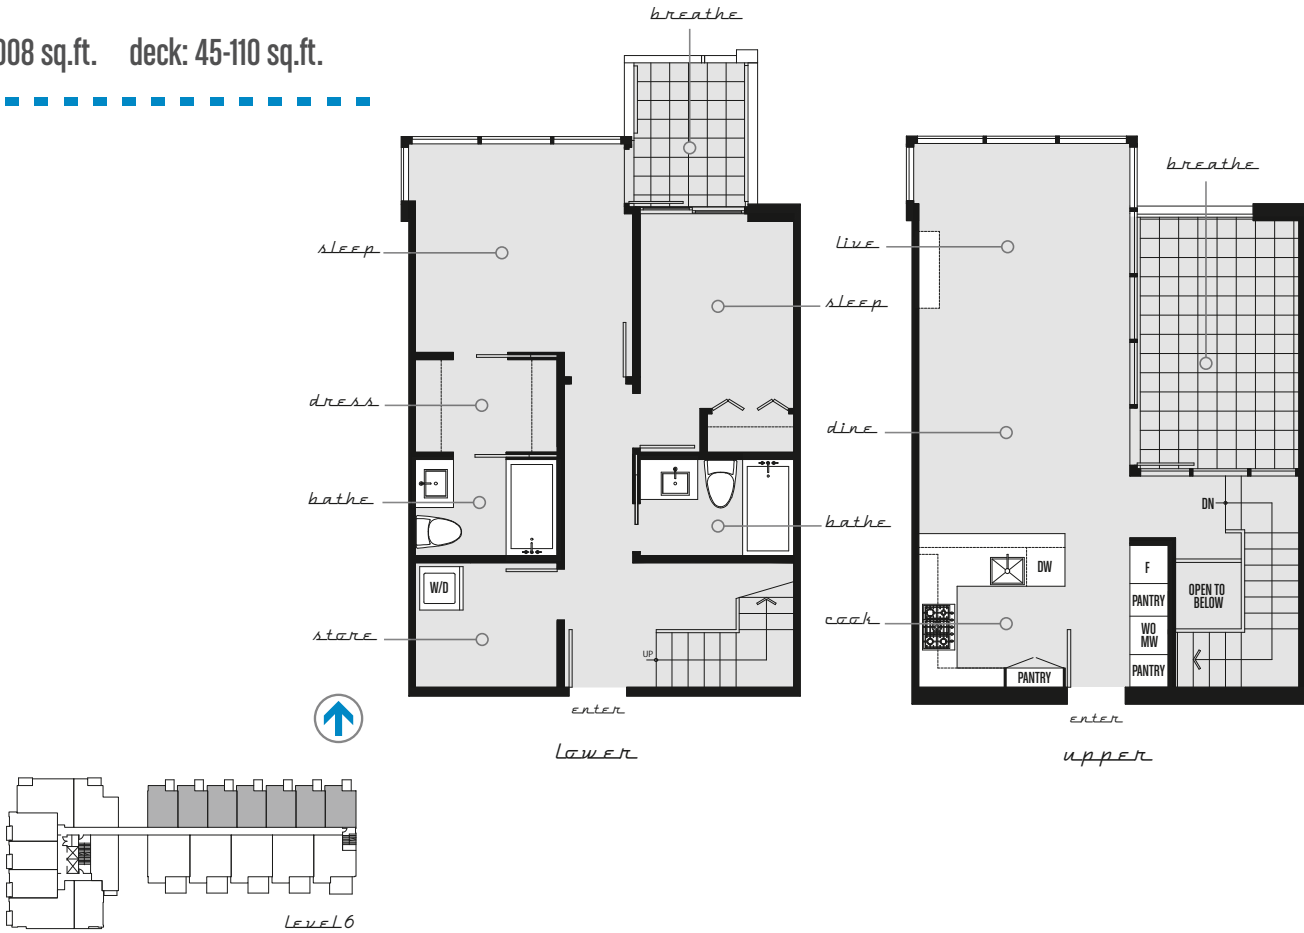 breathe
008 sq.ft. deck: 45-110 sq.ft.
breathe
sleep
live
sleep
dress
dine
bathe
bathe
DN
W/D
DW
F
PANTRY
OPEN TO
BELOW
WO
MW
cook
store
UP
PANTRY
PANTRY
enter
enter
lower
upper
level 6